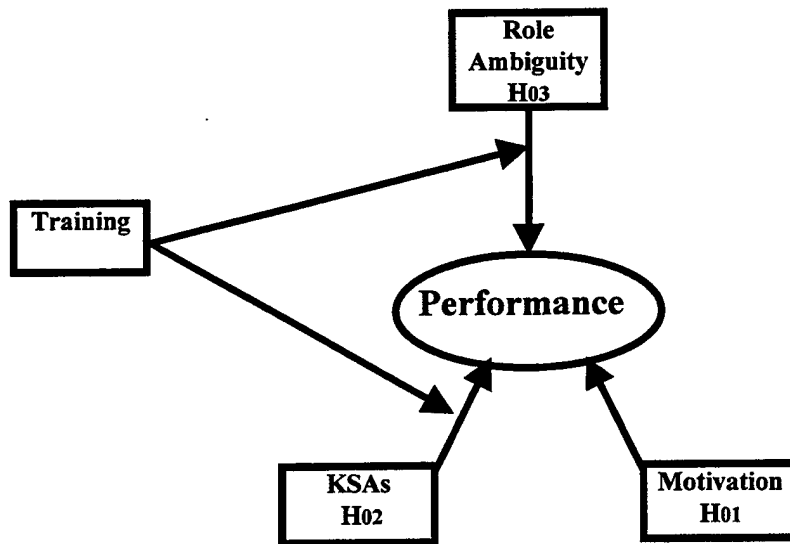 Role
Ambiguity
H03
Training
Performance
KSAs
H02
Motivation
H01